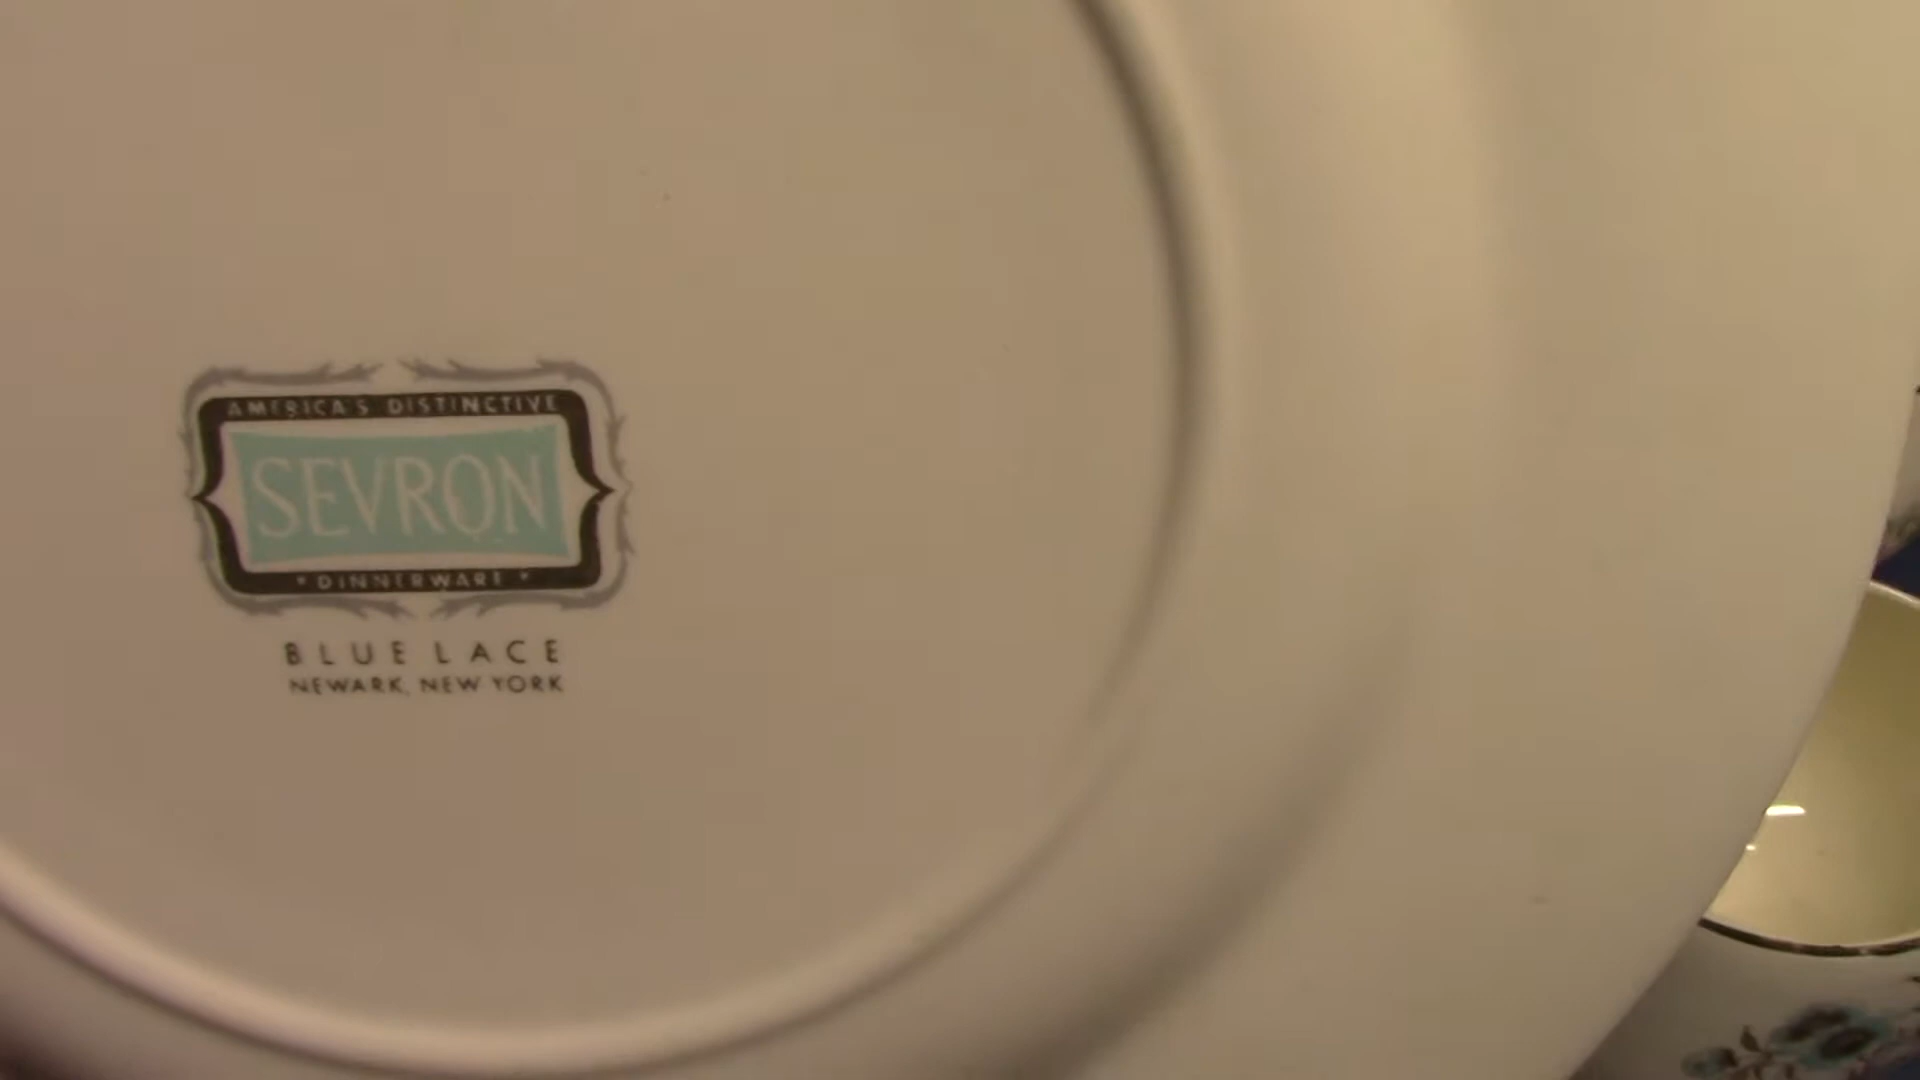 AMERICA'S DISTINCTIVE
SEVRON
* DINNERWARE *
BLUE LACE
NEWARK, NEW YORK